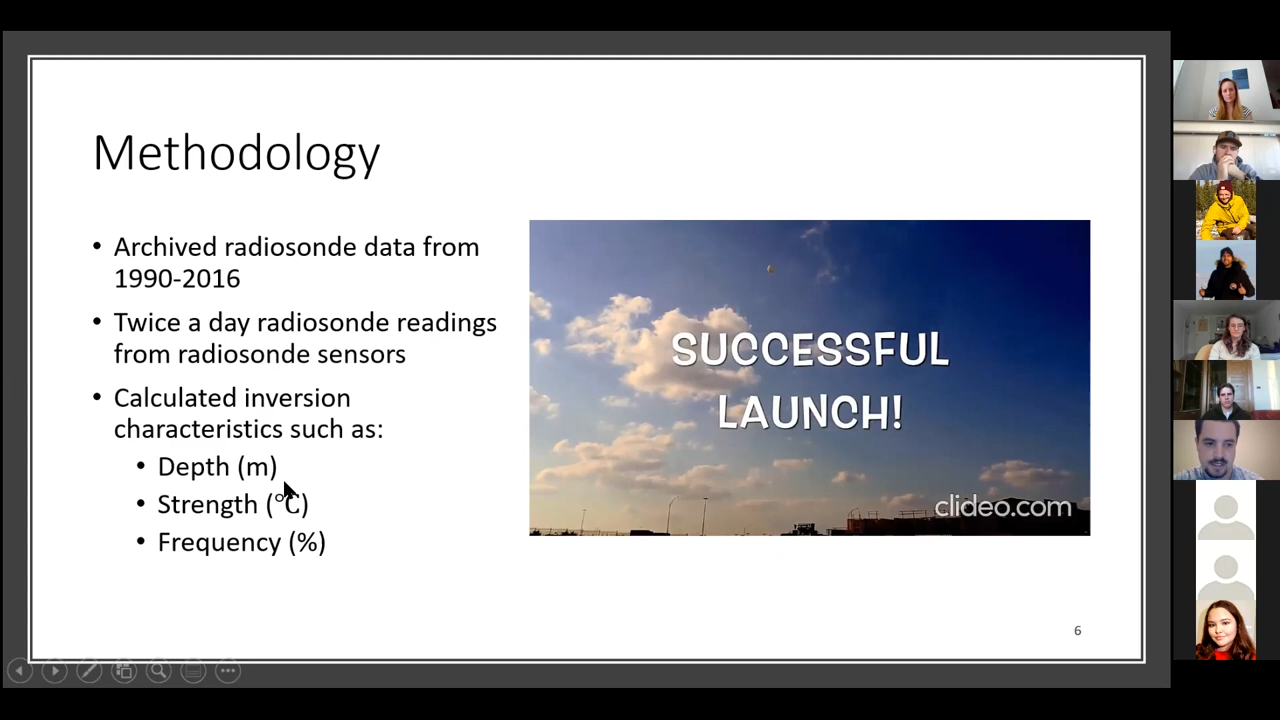 Methodology
• Archived radiosonde data from
1990-2016
• Twice a day radiosonde readings
from radiosonde sensors
• Calculated inversion
characteristics such as:
• Depth (m)
• Strength (℃)
• Frequency (%)
SUCCESSFUL
LAUNCH!
clideo.com
6